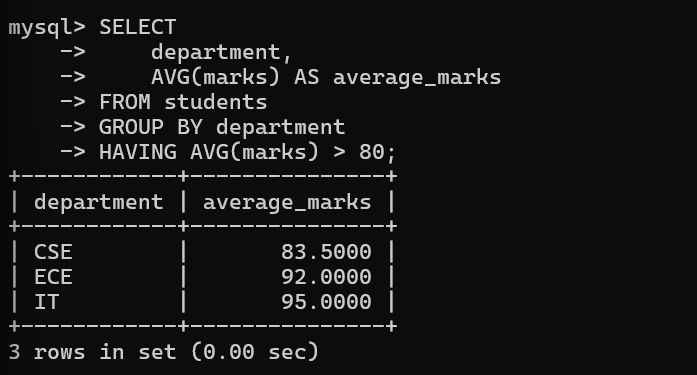 mysql> SELECT
    ->     department,
    ->     AVG(marks) AS average_marks
    -> FROM students
    -> GROUP BY department
    -> HAVING AVG(marks) > 80;
+------------+---------------+
| department | average_marks |
+------------+---------------+
| CSE        |       83.5000 |
| ECE        |       92.0000 |
| IT         |       95.0000 |
+------------+---------------+
3 rows in set (0.00 sec)